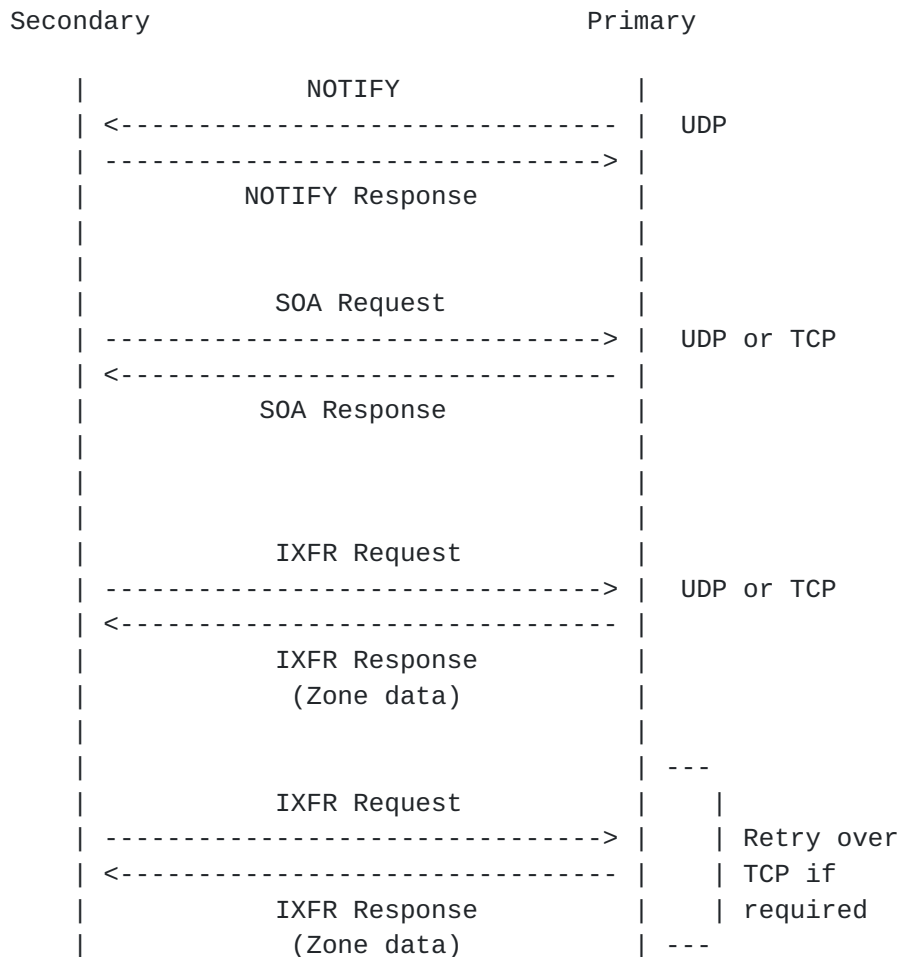 Secondary Primary
NOTIFY
UDP
NOTIFY Response
SOA Request
UDP or TCP
SOA Response
IXFR Request
UDP or TCP
IXFR Response
(Zone data)
IXFR Request
Retry over
TCP if
IXFR Response required
(Zone data)